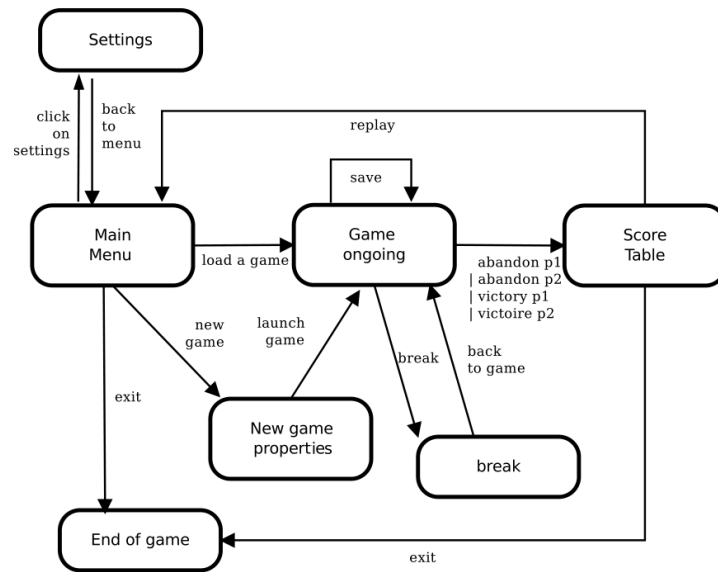 Settings
click
on
settings
back
to
menu
replay
save
Main
Menu
load a game
Game
ongoing
abandon p1
| abandon p2
| victory p1
| victoire p2
Score
Table
new
game
launch
game
break
back
to game
exit
New game
properties
break
End of game
exit